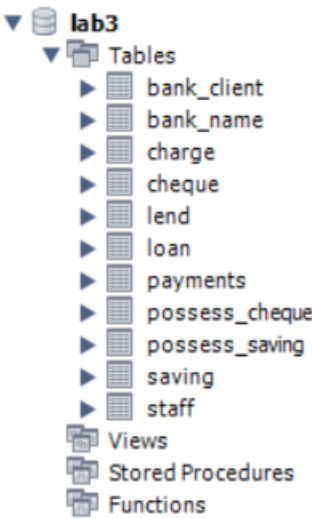 lab3
Tables
bank_client
bank_name
charge
cheque
lend
loan
payments
possess_cheque
possess_saving
saving
staff
Views
Stored Procedures
Functions